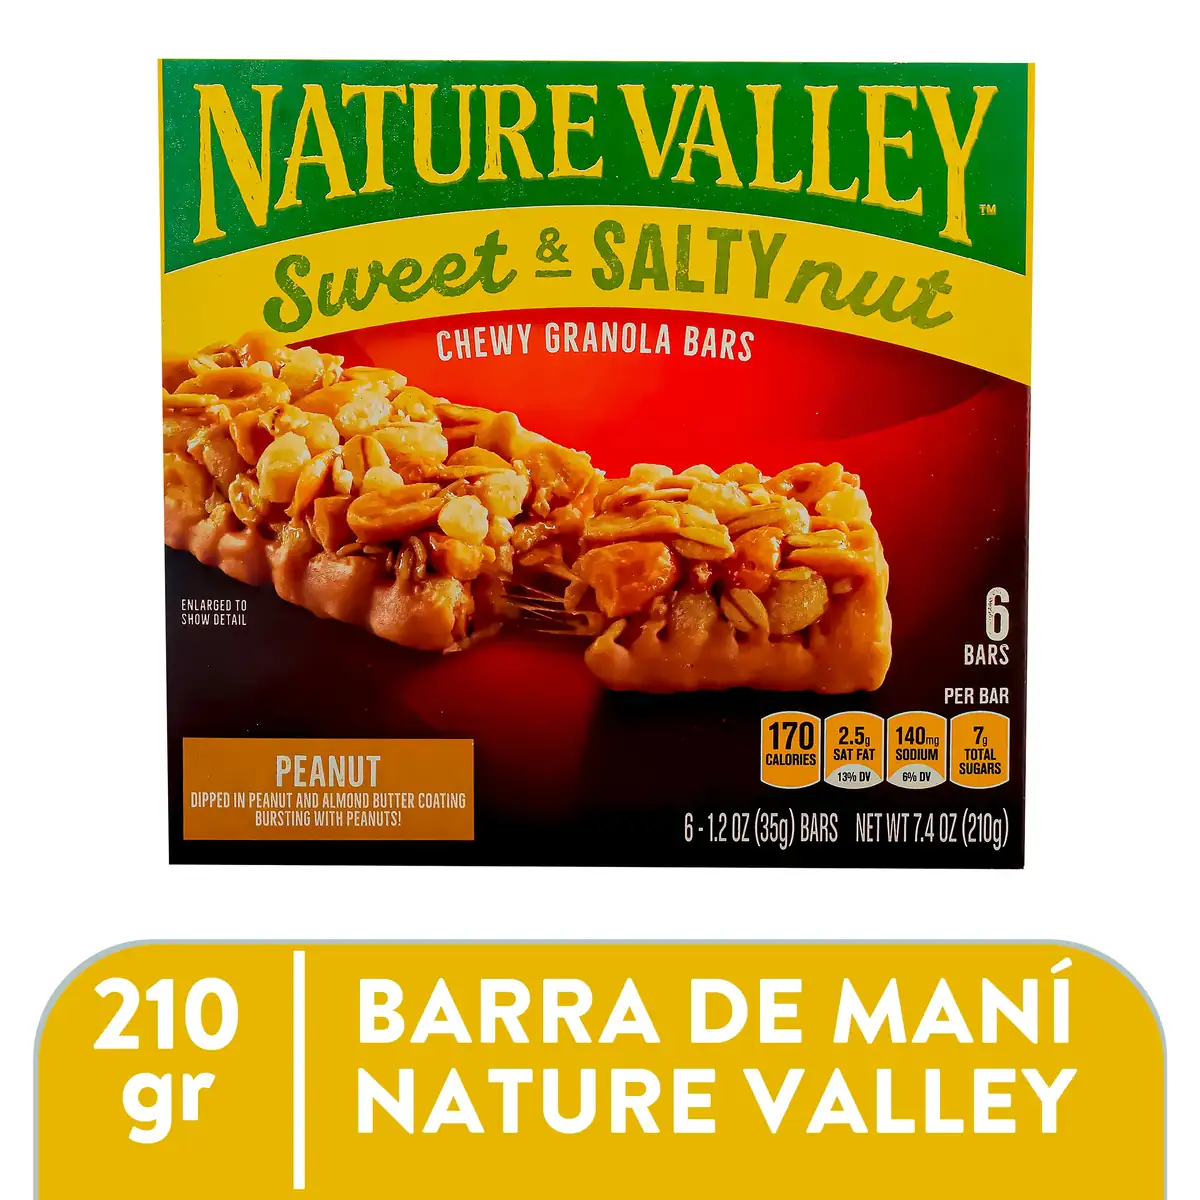 NATURE VALLEY™
Sweet & SALTY nut
CHEWY GRANOLA BARS
ENLARGED TO
SHOW DETAIL
6
BARS
PER BAR
170
CALORIES
2.5g
SAT FAT
13% DV
140mg
SODIUM
6% DV
7g
TOTAL
SUGARS
PEANUT
DIPPED IN PEANUT AND ALMOND BUTTER COATING
BURSTING WITH PEANUTS!
6 - 1.2 OZ (35g) BARS NET WT 7.4 OZ (210g)
210
gr
BARRA DE MANÍ
NATURE VALLEY